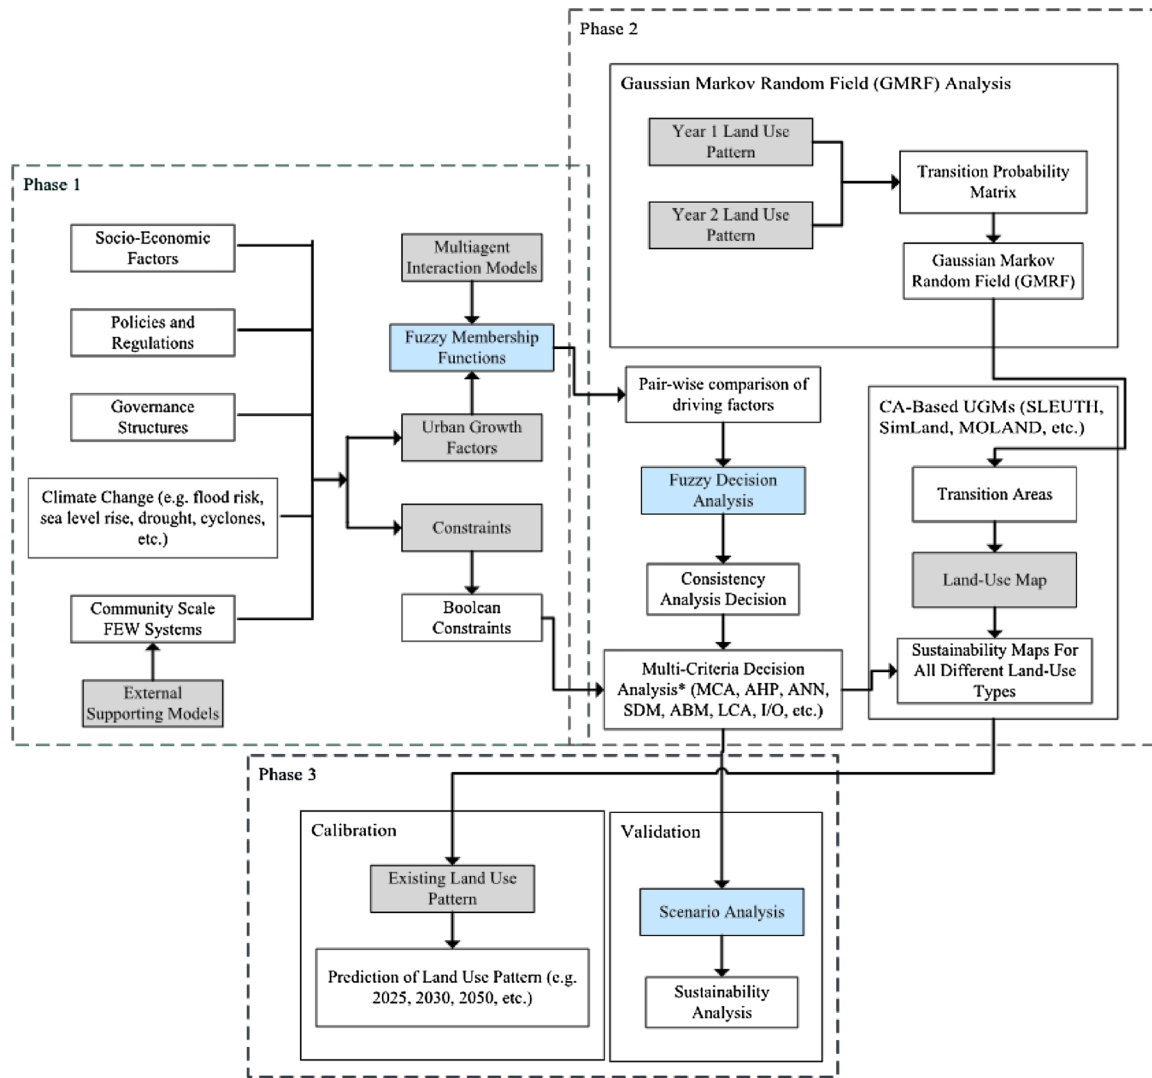 Phase 2
Gaussian Markov Random Field (GMRF) Analysis
Year 1 Land Use
Pattern
Year 2 Land Use
Pattern
Transition Probability
Matrix
Gaussian Markov
Random Field (GMRF)
Phase 1
Socio-Economic
Factors
Policies and
Regulations
Governance
Structures
Climate Change (e.g. flood risk,
sea level rise, drought, cyclones,
etc.)
Community Scale
FEW Systems
External
Supporting Models
Multiagent
Interaction Models
Fuzzy Membership
Functions
Urban Growth
Factors
Constraints
Boolean
Constraints
Pair-wise comparison of
driving factors
Fuzzy Decision
Analysis
Consistency
Analysis Decision
Multi-Criteria Decision
Analysis* (MCA, AHP, ANN,
SDM, ABM, LCA, I/O, etc.)
CA-Based UGMs (SLEUTH,
SimLand, MOLAND, etc.)
Transition Areas
Land-Use Map
Sustainability Maps For
All Different Land-Use
Types
Phase 3
Calibration
Existing Land Use
Pattern
Prediction of Land Use Pattern (e.g.
2025, 2030, 2050, etc.)
Validation
Scenario Analysis
Sustainability
Analysis